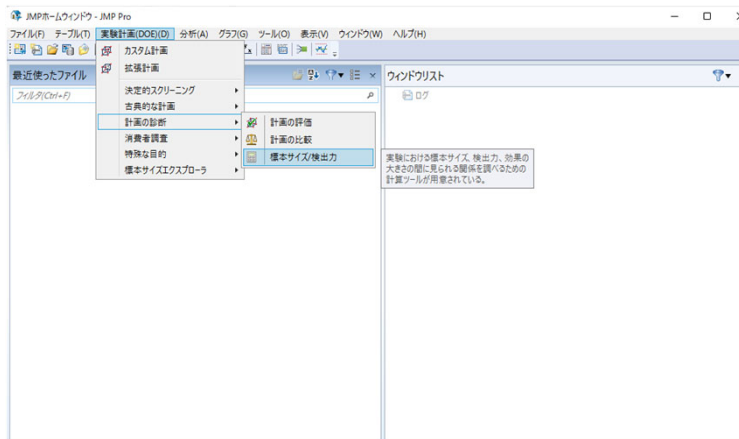 JMPホームウィンドウ - JMP Pro
ファイル(F) テーブル(T) 実験計画(DOE)(D) 分析(A) グラフ(G) ツール(O) 表示(V) ウィンドウ(W) ヘルプ(H)
カスタム計画
拡張計画
決定的スクリーニング
古典的な計画
計画の診断
消費者調査
特殊な目的
標本サイズエクスプローラ
計画の評価
計画の比較
標本サイズ/検出力
最近使ったファイル
フィルタ(Ctrl+F)
ウィンドウリスト
ログ
実験における標本サイズ、検出力、効果の
大きさの間に見られる関係を調べるための
計算ツールが用意されている。